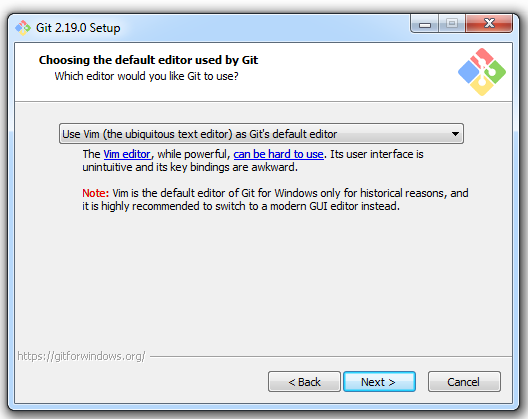 Git 2.19.0 Setup
Choosing the default editor used by Git
Which editor would you like Git to use?
Use Vim (the ubiquitous text editor) as Git's default editor
The Vim editor, while powerful, can be hard to use. Its user interface is
unintuitive and its key bindings are awkward.
Note: Vim is the default editor of Git for Windows only for historical reasons, and
it is highly recommended to switch to a modern GUI editor instead.
https://gitforwindows.org/
< Back Next > Cancel